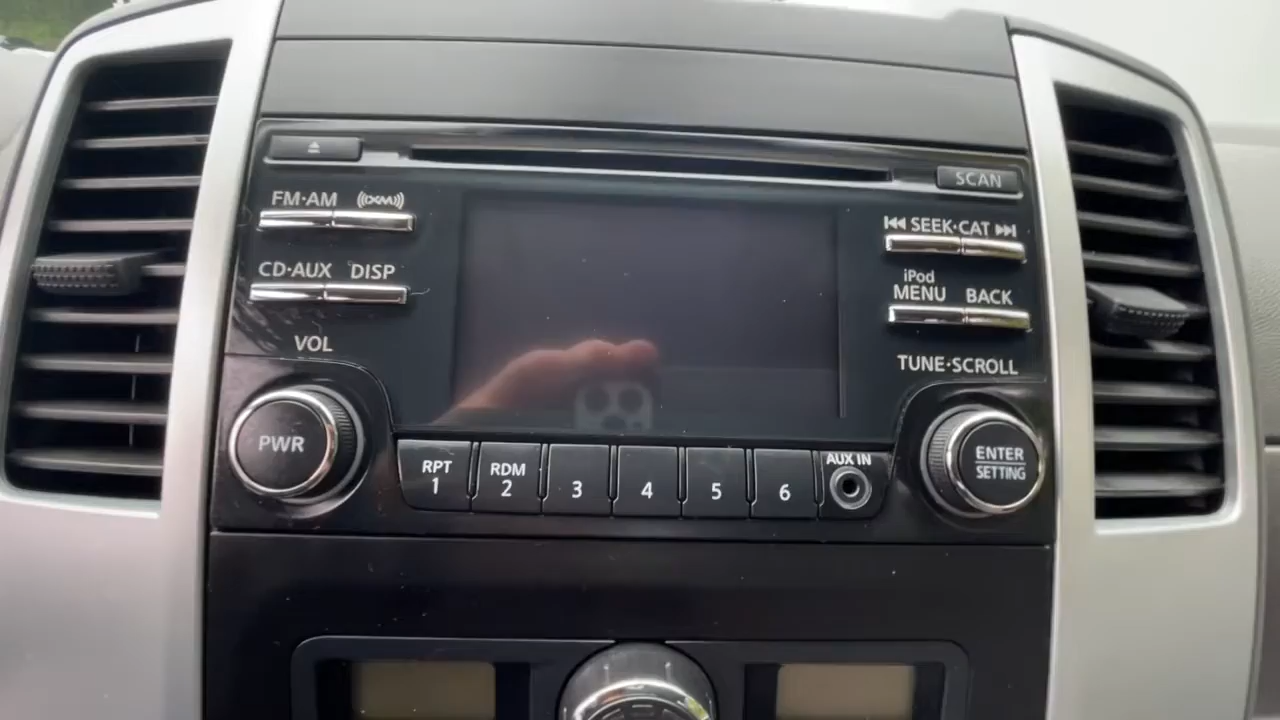 SCAN
FM·AM ((XM))
SEEK·CAT
CD·AUX DISP
iPod
MENU BACK
VOL
TUNE·SCROLL
PWR
ENTER
SETTING
RPT
1
RDM
2
3
4
5
6
AUX IN